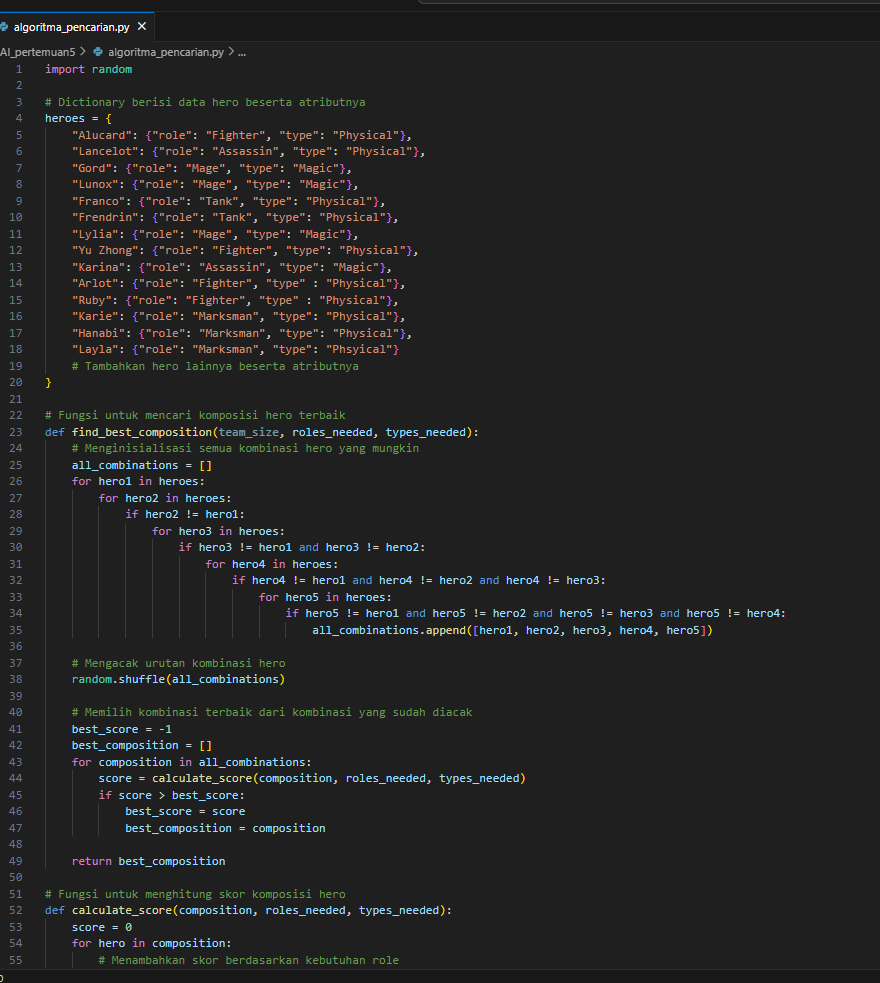 algoritma_pencarian.py ×
AI_pertemuan5 > algoritma_pencarian.py > ...
1 import random
2
3 # Dictionary berisi data hero beserta atributnya
4 heroes = {
5     "Alucard": {"role": "Fighter", "type": "Physical"},
6     "Lancelot": {"role": "Assassin", "type": "Physical"},
7     "Gord": {"role": "Mage", "type": "Magic"},
8     "Lunox": {"role": "Mage", "type": "Magic"},
9     "Franco": {"role": "Tank", "type": "Physical"},
10     "Frendrin": {"role": "Tank", "type": "Physical"},
11     "Lylia": {"role": "Mage", "type": "Magic"},
12     "Yu Zhong": {"role": "Fighter", "type": "Physical"},
13     "Karina": {"role": "Assassin", "type": "Magic"},
14     "Arlot": {"role": "Fighter", "type" : "Physical"},
15     "Ruby": {"role": "Fighter", "type" : "Physical"},
16     "Karie": {"role": "Marksman", "type": "Physical"},
17     "Hanabi": {"role": "Marksman", "type": "Physical"},
18     "Layla": {"role": "Marksman", "type": "Phsyical"}
19     # Tambahkan hero lainnya beserta atributnya
20 }
21
22 # Fungsi untuk mencari komposisi hero terbaik
23 def find_best_composition(team_size, roles_needed, types_needed):
24     # Menginisialisasi semua kombinasi hero yang mungkin
25     all_combinations = []
26     for hero1 in heroes:
27         for hero2 in heroes:
28             if hero2 != hero1:
29                 for hero3 in heroes:
30                     if hero3 != hero1 and hero3 != hero2:
31                         for hero4 in heroes:
32                             if hero4 != hero1 and hero4 != hero2 and hero4 != hero3:
33                                 for hero5 in heroes:
34                                     if hero5 != hero1 and hero5 != hero2 and hero5 != hero3 and hero5 != hero4:
35                                         all_combinations.append([hero1, hero2, hero3, hero4, hero5])
36
37     # Mengacak urutan kombinasi hero
38     random.shuffle(all_combinations)
39
40     # Memilih kombinasi terbaik dari kombinasi yang sudah diacak
41     best_score = -1
42     best_composition = []
43     for composition in all_combinations:
44         score = calculate_score(composition, roles_needed, types_needed)
45         if score > best_score:
46             best_score = score
47             best_composition = composition
48
49     return best_composition
50
51 # Fungsi untuk menghitung skor komposisi hero
52 def calculate_score(composition, roles_needed, types_needed):
53     score = 0
54     for hero in composition:
55         # Menambahkan skor berdasarkan kebutuhan role